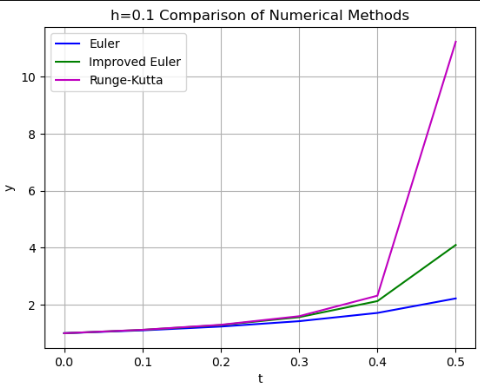 h=0.1 Comparison of Numerical Methods
Euler
Improved Euler
Runge-Kutta
10
8
6
4
2
y
0.0 0.1 0.2 0.3 0.4 0.5
t